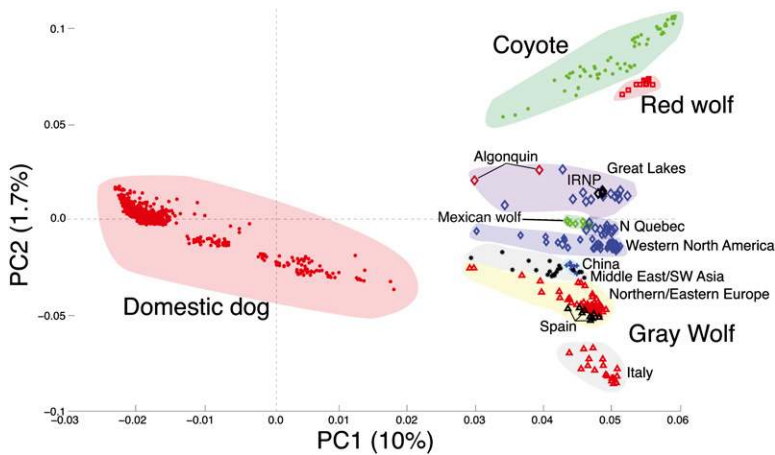 0.1
Coyote
Red wolf
0.05
Algonquin
Great Lakes
IRNP
Mexican wolf
N Quebec
0.0
Western North America
China
Middle East/SW Asia
Northern/Eastern Europe
Domestic dog
Spain
Gray Wolf
-0.05
Italy
-0.1
PC2 (1.7%)
-0.03
-0.02
-0.01
0.0
0.01
0.02
0.03
0.04
0.05
0.06
PC1 (10%)